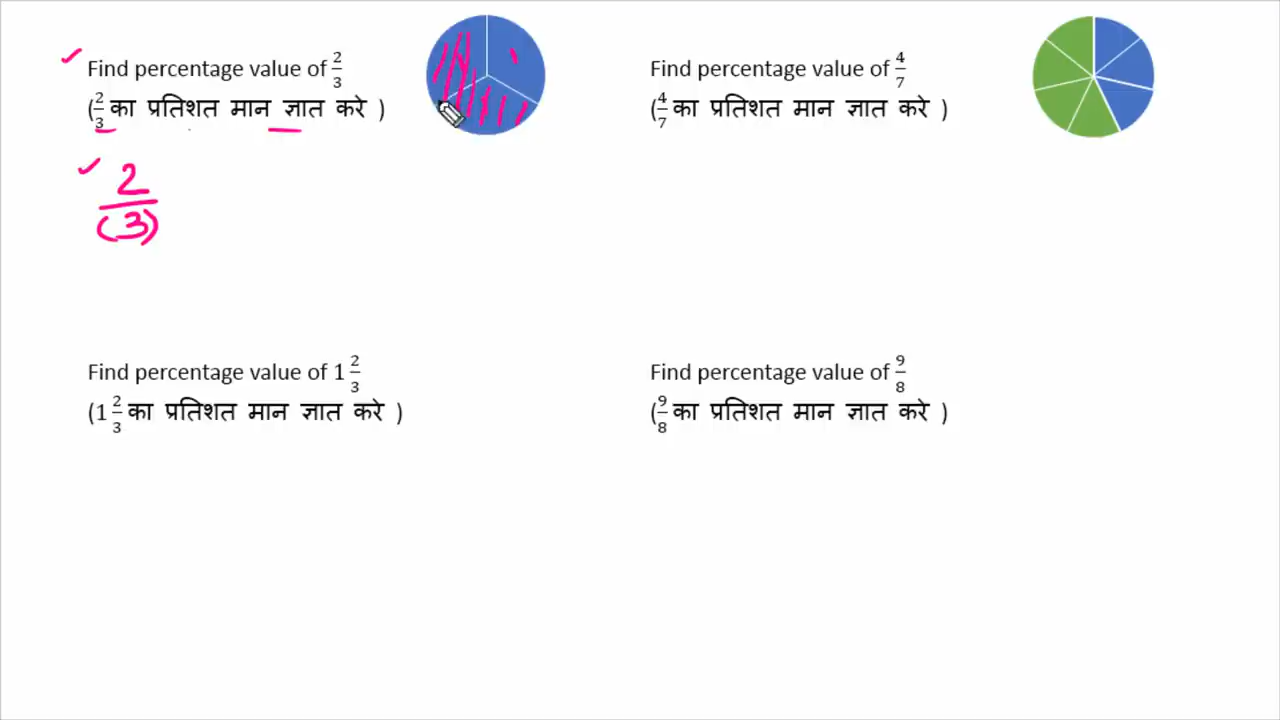 Find percentage value of 2/3
(2/3 का प्रतिशत मान ज्ञात करे )
2/(3)
Find percentage value of 4/7
(4/7 का प्रतिशत मान ज्ञात करे )
Find percentage value of 1 2/3
(1 2/3 का प्रतिशत मान ज्ञात करे )
Find percentage value of 9/8
(9/8 का प्रतिशत मान ज्ञात करे )